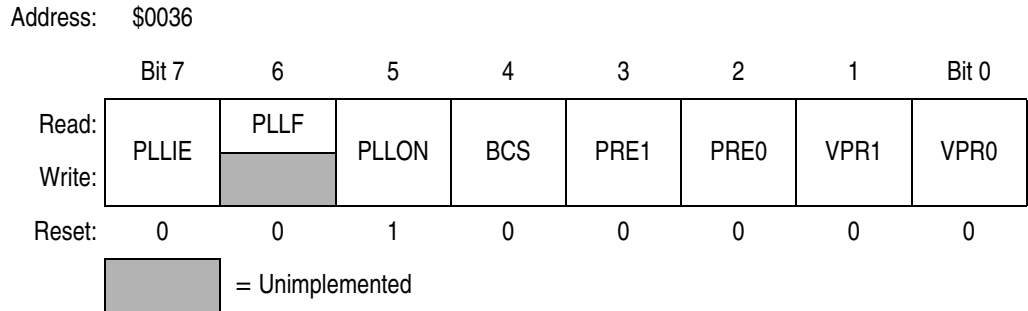 Address: $0036
Bit 7 6 5 4 3 2 1 Bit 0
Read: PLLIE PLLF PLLON BCS PRE1 PRE0 VPR1 VPR0
Write:
Reset: 0 0 1 0 0 0 0 0
= Unimplemented